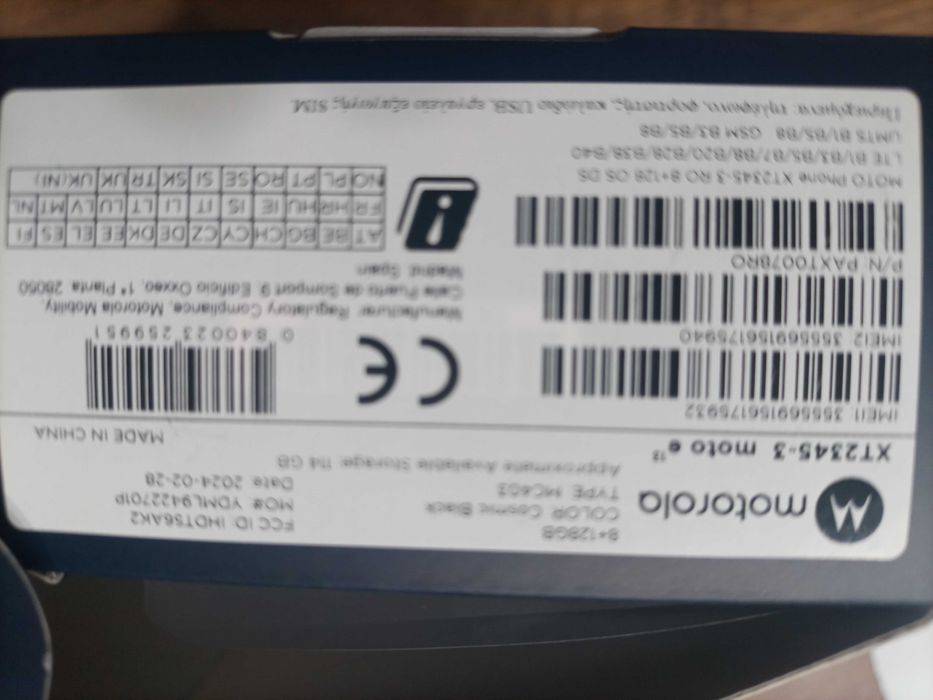 motorola
8+128GB
COLOR: Cosmic Black
TYPE: MC4G3
Approximate Available Storage: 114 GB
FCC ID: IHDT56AK2
MO#: YDML9422701P
Date: 2024-02-28
MADE IN CHINA
XT2345-3 moto e¹³
IMEI1: 355569156175932
IMEI2: 355569156175940
P/N: PAXT0078RO
MOTO Phone XT2345-3 RO 8+128 OS DS
LTE B1/B3/B5/B7/B8/B20/B28/B38/B40
UMTS B1/B5/B8 GSM B3/B5/B8
Περιεχόμενα: τηλέφωνο, φορτιστής, καλώδιο USB, εργαλείο εξαγωγής SIM.
CE
0 840023 259951
Manufacturer: Regulatory Compliance, Motorola Mobility,
Calle Puerto de Somport 9 Edificio Oxxeo, 1ª Planta, 28050
Madrid Spain
AT BE BG CH CY CZ DE DK EE EL ES FI
FR HR HU IE IS IT LI LT LU LV MT NL
NO PL PT RO SE SI SK TR UK UK(NI)